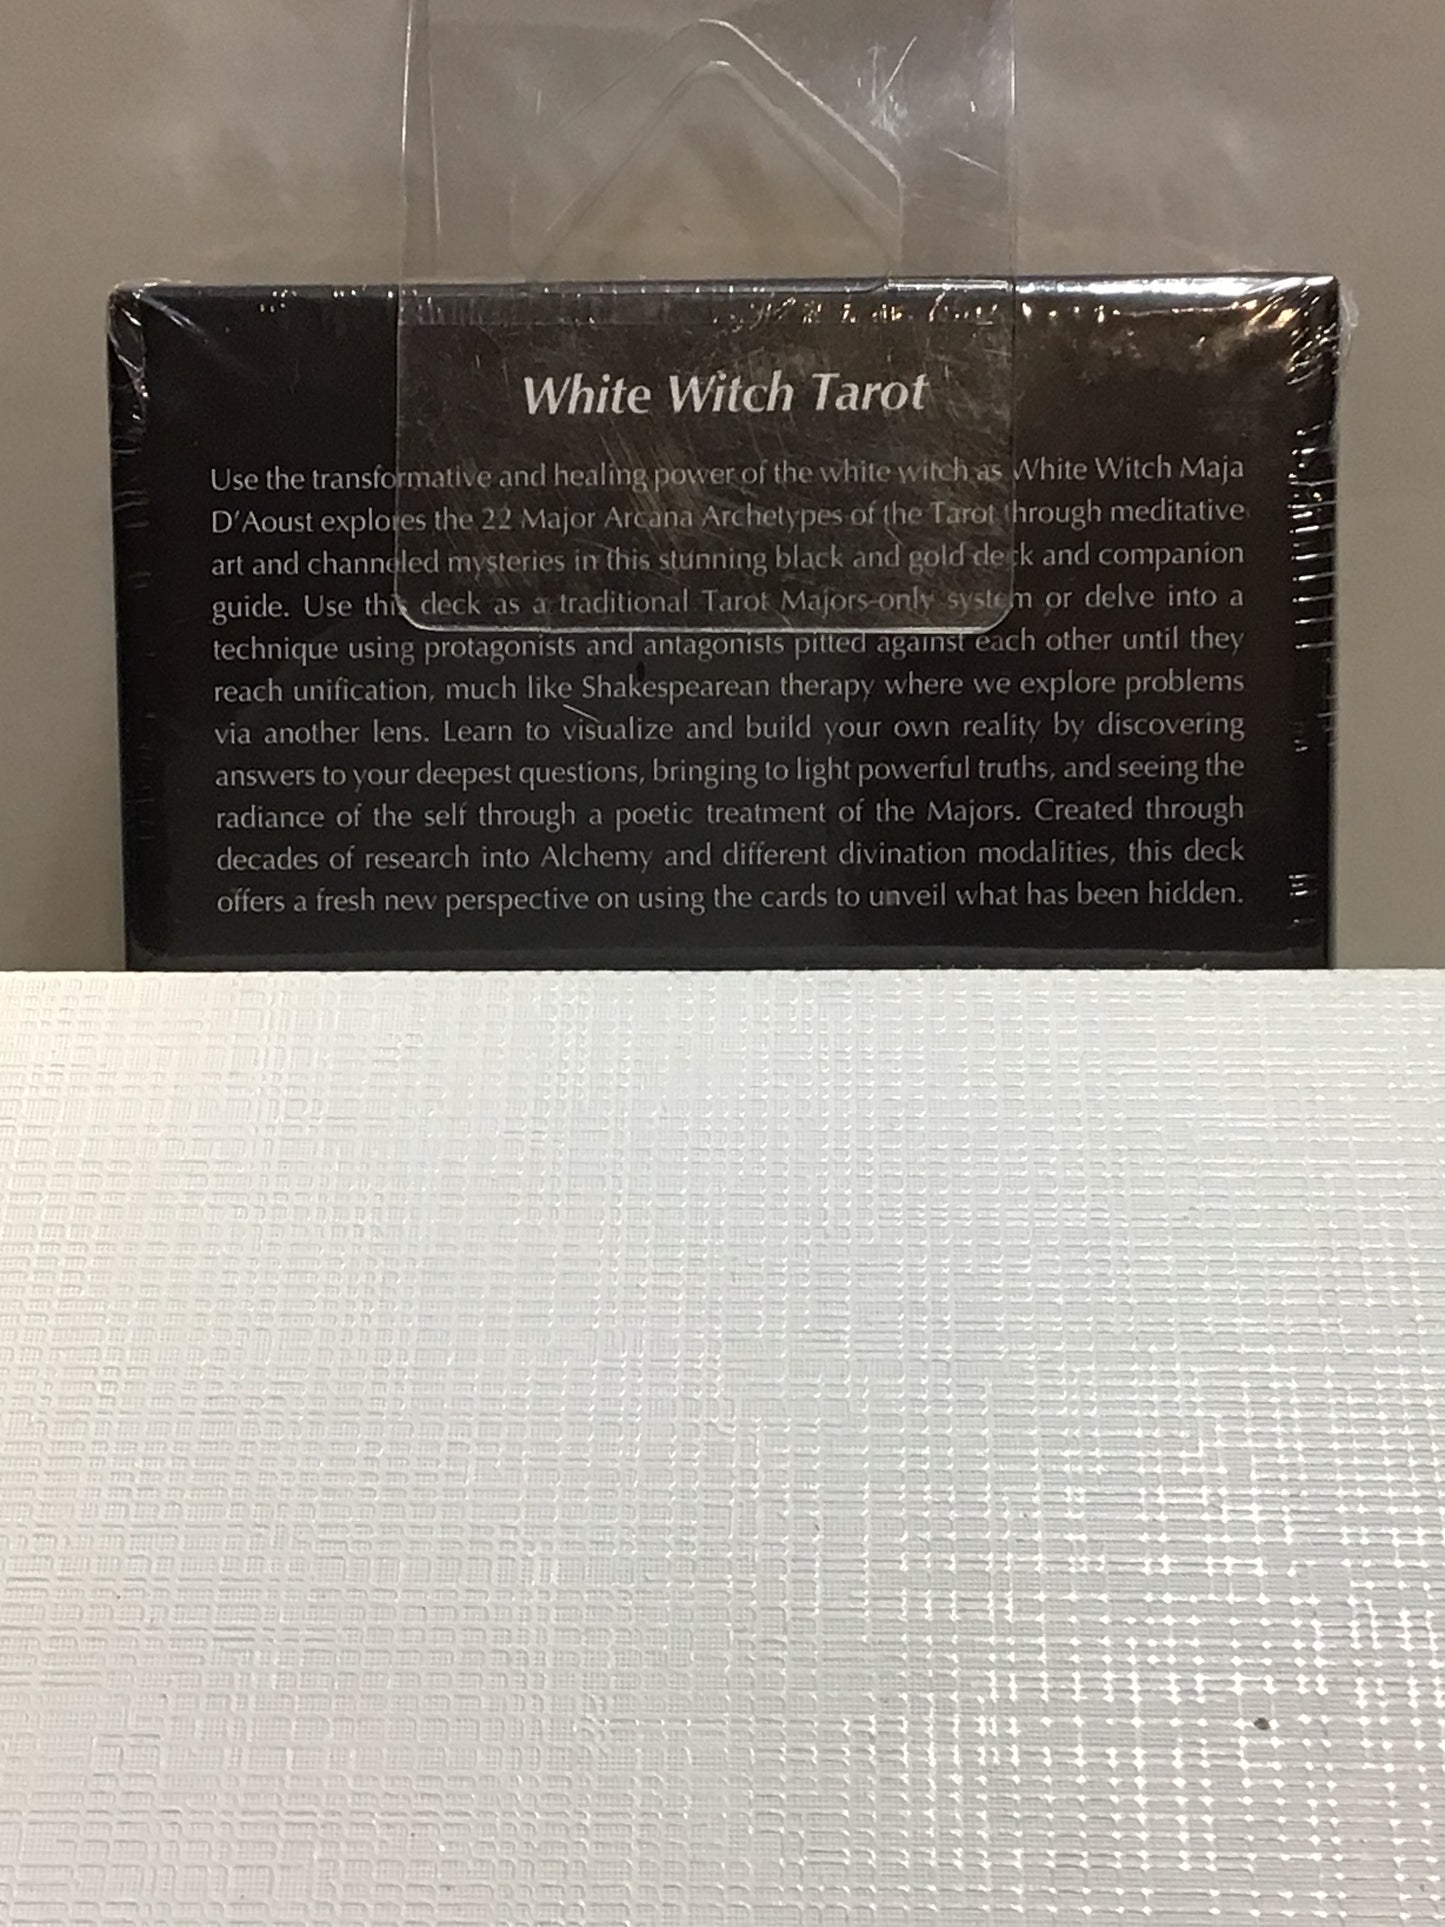 White Witch Tarot
Use the transformative and healing power of the white witch as White Witch Maja
D'Aoust explores the 22 Major Arcana Archetypes of the Tarot through meditative
art and channeled mysteries in this stunning black and gold deck and companion
guide. Use this deck as a traditional Tarot Majors-only system or delve into a
technique using protagonists and antagonists pitted against each other until they
reach unification, much like Shakespearean therapy where we explore problems
via another lens. Learn to visualize and build your own reality by discovering
answers to your deepest questions, bringing to light powerful truths, and seeing the
radiance of the self through a poetic treatment of the Majors. Created through
decades of research into Alchemy and different divination modalities, this deck
offers a fresh new perspective on using the cards to unveil what has been hidden.